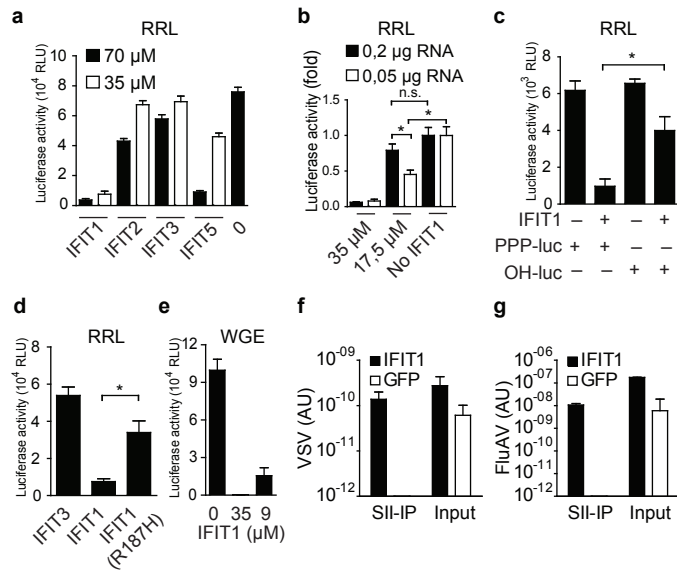 a
RRL
Luciferase activity (10⁴ RLU)
10
8
6
4
2
0
70 µM
35 µM
IFIT1
IFIT2
IFIT3
IFIT5
0
b
RRL
0,2 µg RNA
0,05 µg RNA
Luciferase activity (fold)
1.5
1.0
0.5
0.0
n.s.
*
*
35 µM
17,5 µM
No IFIT1
c
RRL
Luciferase activity (10³ RLU)
9
6
3
0
*
IFIT1 – + – +
PPP-luc + + – –
OH-luc – – + +
d
RRL
Luciferase activity (10⁴ RLU)
8
6
4
2
0
*
IFIT3
IFIT1
IFIT1
(R187H)
e
WGE
Luciferase activity (10⁴ RLU)
12
9
6
3
0
0 35 9
IFIT1 (µM)
f
IFIT1
GFP
VSV (AU)
10⁻⁰⁹
10⁻¹⁰
10⁻¹¹
10⁻¹²
SII-IP Input
g
IFIT1
GFP
FluAV (AU)
10⁻⁰⁶
10⁻⁰⁷
10⁻⁰⁸
10⁻⁰⁹
10⁻¹⁰
10⁻¹¹
10⁻¹²
SII-IP Input